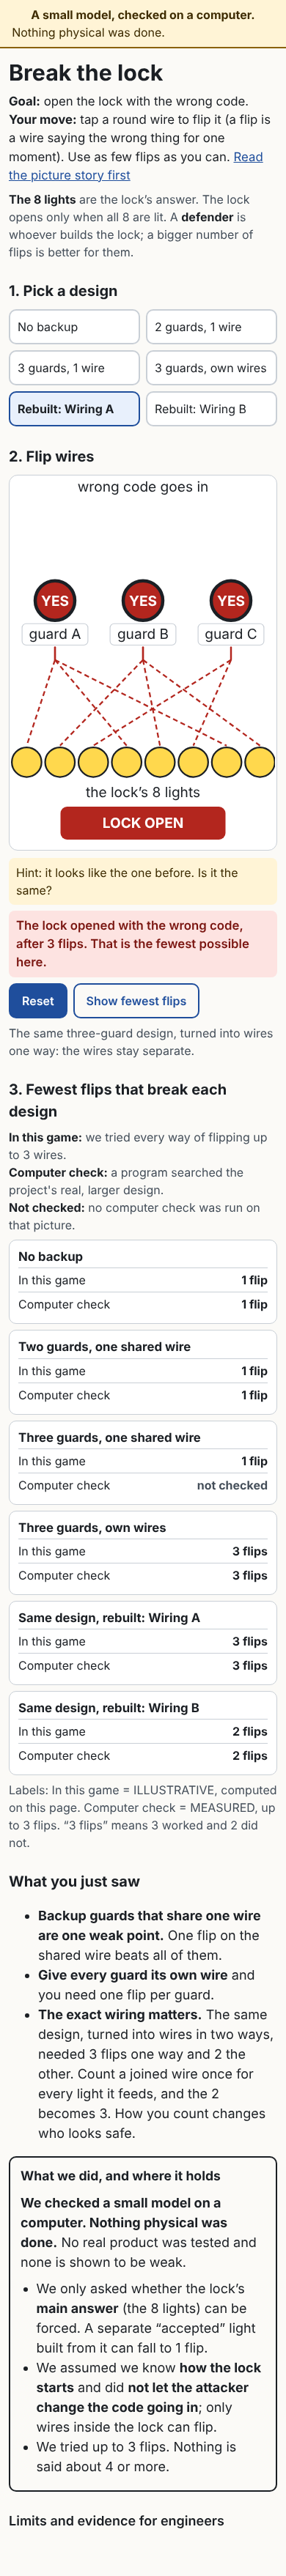 A small model, checked on a computer.
Nothing physical was done.
Break the lock
Goal: open the lock with the wrong code.
Your move: tap a round wire to flip it (a flip is
a wire saying the wrong thing for one
moment). Use as few flips as you can. Read
the picture story first
The 8 lights are the lock's answer. The lock
opens only when all 8 are lit. A defender is
whoever builds the lock; a bigger number of
flips is better for them.
1. Pick a design
No backup
2 guards, 1 wire
3 guards, 1 wire
3 guards, own wires
Rebuilt: Wiring A
Rebuilt: Wiring B
2. Flip wires
wrong code goes in
YES YES YES
guard A guard B guard C
the lock's 8 lights
LOCK OPEN
Hint: it looks like the one before. Is it the
same?
The lock opened with the wrong code,
after 3 flips. That is the fewest possible
here.
Reset
Show fewest flips
The same three-guard design, turned into wires
one way: the wires stay separate.
3. Fewest flips that break each
design
In this game: we tried every way of flipping up
to 3 wires.
Computer check: a program searched the
project's real, larger design.
Not checked: no computer check was run on
that picture.
No backup
In this game 1 flip
Computer check 1 flip
Two guards, one shared wire
In this game 1 flip
Computer check 1 flip
Three guards, one shared wire
In this game 1 flip
Computer check not checked
Three guards, own wires
In this game 3 flips
Computer check 3 flips
Same design, rebuilt: Wiring A
In this game 3 flips
Computer check 3 flips
Same design, rebuilt: Wiring B
In this game 2 flips
Computer check 2 flips
Labels: In this game = ILLUSTRATIVE, computed
on this page. Computer check = MEASURED, up
to 3 flips. “3 flips” means 3 worked and 2 did
not.
What you just saw
• Backup guards that share one wire
are one weak point. One flip on the
shared wire beats all of them.
• Give every guard its own wire and
you need one flip per guard.
• The exact wiring matters. The same
design, turned into wires in two ways,
needed 3 flips one way and 2 the
other. Count a joined wire once for
every light it feeds, and the 2
becomes 3. How you count changes
who looks safe.
What we did, and where it holds
We checked a small model on a
computer. Nothing physical was
done. No real product was tested and
none is shown to be weak.
• We only asked whether the lock's
main answer (the 8 lights) can be
forced. A separate “accepted” light
built from it can fall to 1 flip.
• We assumed we know how the lock
starts and did not let the attacker
change the code going in; only
wires inside the lock can flip.
• We tried up to 3 flips. Nothing is
said about 4 or more.
Limits and evidence for engineers